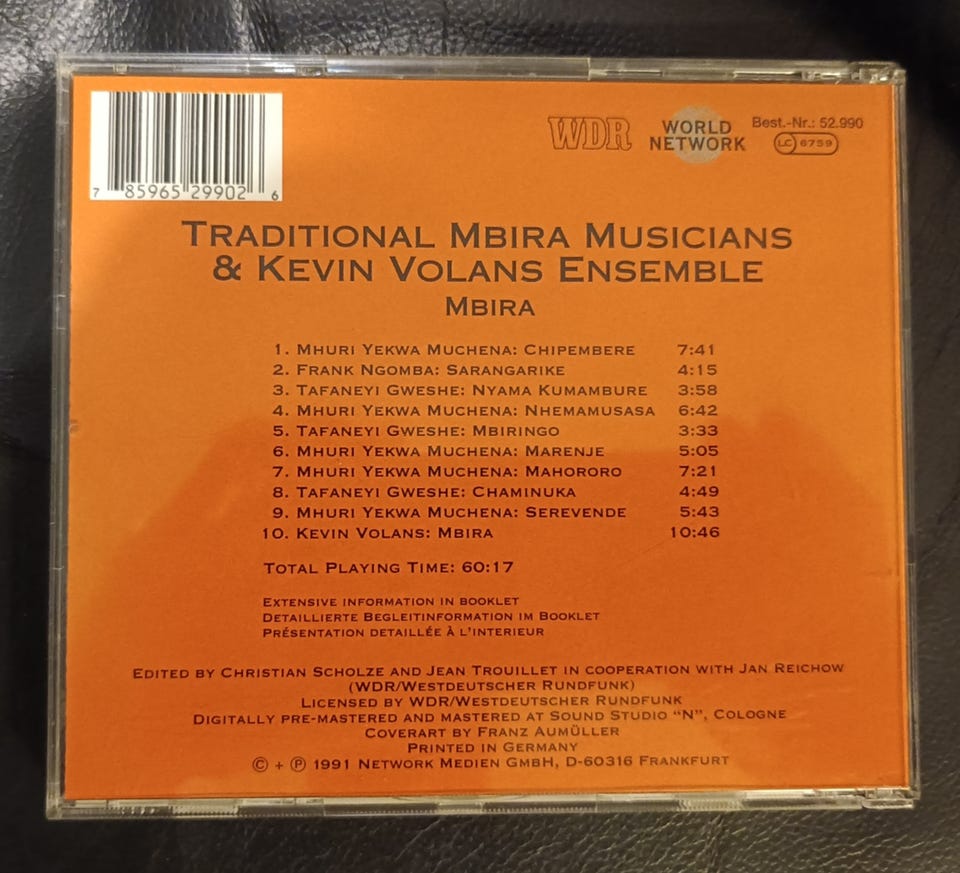 7 85965 29902 6
WDR
WORLD NETWORK
Best.-Nr.: 52.990
LC 6759
TRADITIONAL MBIRA MUSICIANS
& KEVIN VOLANS ENSEMBLE
MBIRA
1. MHURI YEKWA MUCHENA: CHIPEMBERE 7:41
2. FRANK NGOMBA: SARANGARIKE 4:15
3. TAFANEYI GWESHE: NYAMA KUMAMBURE 3:58
4. MHURI YEKWA MUCHENA: NHEMAMUSASA 6:42
5. TAFANEYI GWESHE: MBIRINGO 3:33
6. MHURI YEKWA MUCHENA: MARENJE 5:05
7. MHURI YEKWA MUCHENA: MAHORORO 7:21
8. TAFANEYI GWESHE: CHAMINUKA 4:49
9. MHURI YEKWA MUCHENA: SEREVENDE 5:43
10. KEVIN VOLANS: MBIRA 10:46
TOTAL PLAYING TIME: 60:17
EXTENSIVE INFORMATION IN BOOKLET
DETAILLIERTE BEGLEITINFORMATION IM BOOKLET
PRÉSENTATION DETAILLÉE À L'INTERIEUR
EDITED BY CHRISTIAN SCHOLZE AND JEAN TROUILLET IN COOPERATION WITH JAN REICHOW
(WDR/WESTDEUTSCHER RUNDFUNK)
LICENSED BY WDR/WESTDEUTSCHER RUNDFUNK
DIGITALLY PRE-MASTERED AND MASTERED AT SOUND STUDIO "N", COLOGNE
COVERART BY FRANZ AUMÜLLER
PRINTED IN GERMANY
© + ℗ 1991 NETWORK MEDIEN GMBH, D-60316 FRANKFURT